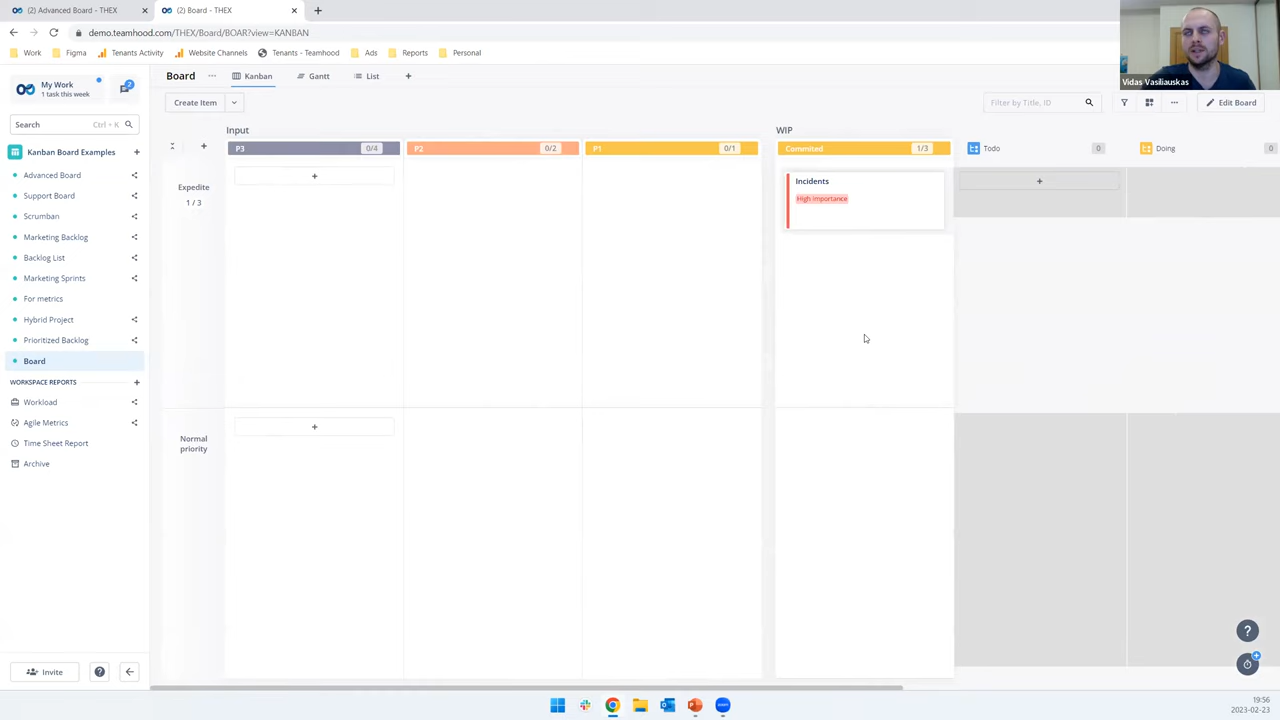 (2) Advanced Board - THEX
(2) Board - THEX
demo.teamhood.com/THEX/Board/BOAR?view=KANBAN
Work
Figma
Tenants Activity
Website Channels
Tenants - Teamhood
Ads
Reports
Personal
Vidas Vasiliauskas
My Work
1 task this week
2
Board
Kanban
Gantt
List
Create Item
Filter by Title, ID
Edit Board
Search
Ctrl + K
Kanban Board Examples
Advanced Board
Support Board
Scrumban
Marketing Backlog
Backlog List
Marketing Sprints
For metrics
Hybrid Project
Prioritized Backlog
Board
WORKSPACE REPORTS
Workload
Agile Metrics
Time Sheet Report
Archive
Invite
Input
WIP
P3
0/4
P2
0/2
P1
0/1
Commited
1/3
Todo
0
Doing
0
Expedite
1 / 3
Incidents
High Importance
Normal
priority
19:56
2023-02-23